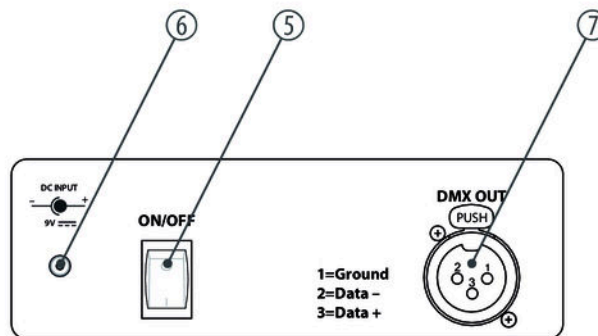 6 5 7
DC INPUT
- +
9V
ON/OFF
DMX OUT
PUSH
1=Ground
2=Data –
3=Data +
2 1
3